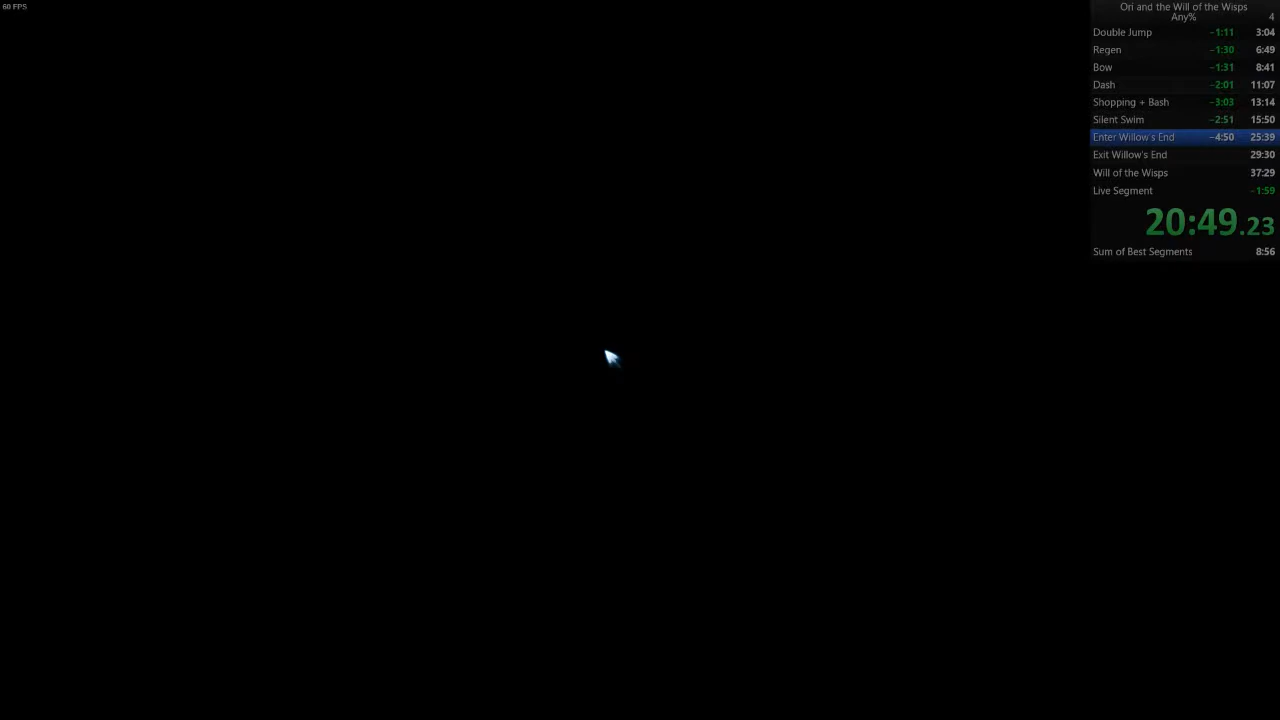 60 FPS
Ori and the Will of the Wisps
Any% 4
Double Jump -1:11 3:04
Regen -1:30 6:49
Bow -1:31 8:41
Dash -2:01 11:07
Shopping + Bash -3:03 13:14
Silent Swim -2:51 15:50
Enter Willow's End -4:50 25:39
Exit Willow's End 29:30
Will of the Wisps 37:29
Live Segment -1:59
20:49.23
Sum of Best Segments 8:56